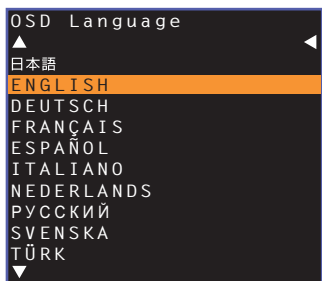 OSD Language
▲ ◀
日本語
ENGLISH
DEUTSCH
FRANÇAIS
ESPAÑOL
ITALIANO
NEDERLANDS
РУССКИЙ
SVENSKA
TÜRK
▼